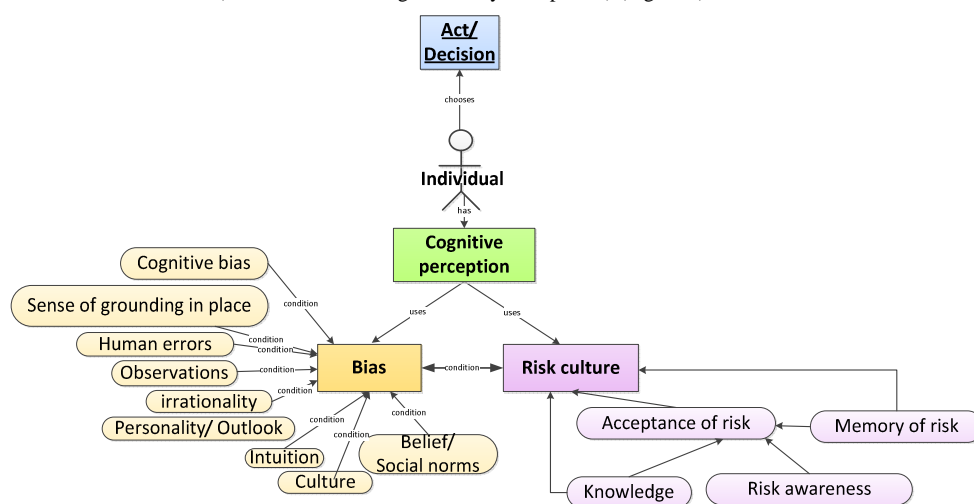 Act/
Decision
chooses
Individual
has
Cognitive
perception
uses
uses
Cognitive bias
condition
Sense of grounding in place
condition
Human errors
condition
Observations
condition
irrationality
condition
Personality/ Outlook
Bias
condition
Risk culture
condition
Intuition
condition
Culture
condition
Belief/
Social norms
Acceptance of risk
Memory of risk
Knowledge
Risk awareness